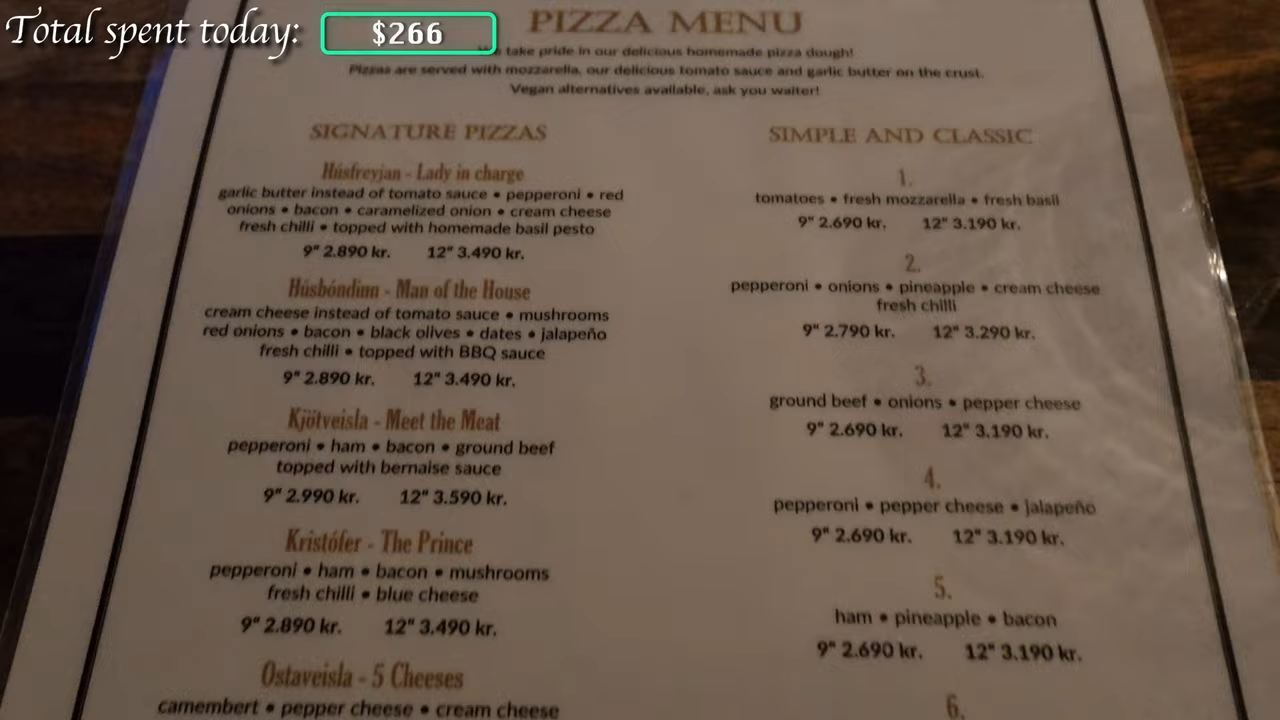 Total spent today: $266
PIZZA MENU
We take pride in our delicious homemade pizza dough!
Pizzas are served with mozzarella, our delicious tomato sauce and garlic butter on the crust.
Vegan alternatives available, ask you waiter!
SIGNATURE PIZZAS
Húsfreyjan - Lady in charge
garlic butter instead of tomato sauce • pepperoni • red
onions • bacon • caramelized onion • cream cheese
fresh chilli • topped with homemade basil pesto
9" 2.890 kr. 12" 3.490 kr.
Húsbóndinn - Man of the House
cream cheese instead of tomato sauce • mushrooms
red onions • bacon • black olives • dates • jalapeño
fresh chilli • topped with BBQ sauce
9" 2.890 kr. 12" 3.490 kr.
Kjötveisla - Meet the Meat
pepperoni • ham • bacon • ground beef
topped with bernaise sauce
9" 2.990 kr. 12" 3.590 kr.
Kristófer - The Prince
pepperoni • ham • bacon • mushrooms
fresh chilli • blue cheese
9" 2.890 kr. 12" 3.490 kr.
Ostaveisla - 5 Cheeses
camembert • pepper cheese • cream cheese
SIMPLE AND CLASSIC
1.
tomatoes • fresh mozzarella • fresh basil
9" 2.690 kr. 12" 3.190 kr.
2.
pepperoni • onions • pineapple • cream cheese
fresh chilli
9" 2.790 kr. 12" 3.290 kr.
3.
ground beef • onions • pepper cheese
9" 2.690 kr. 12" 3.190 kr.
4.
pepperoni • pepper cheese • jalapeño
9" 2.690 kr. 12" 3.190 kr.
5.
ham • pineapple • bacon
9" 2.690 kr. 12" 3.190 kr.
6.